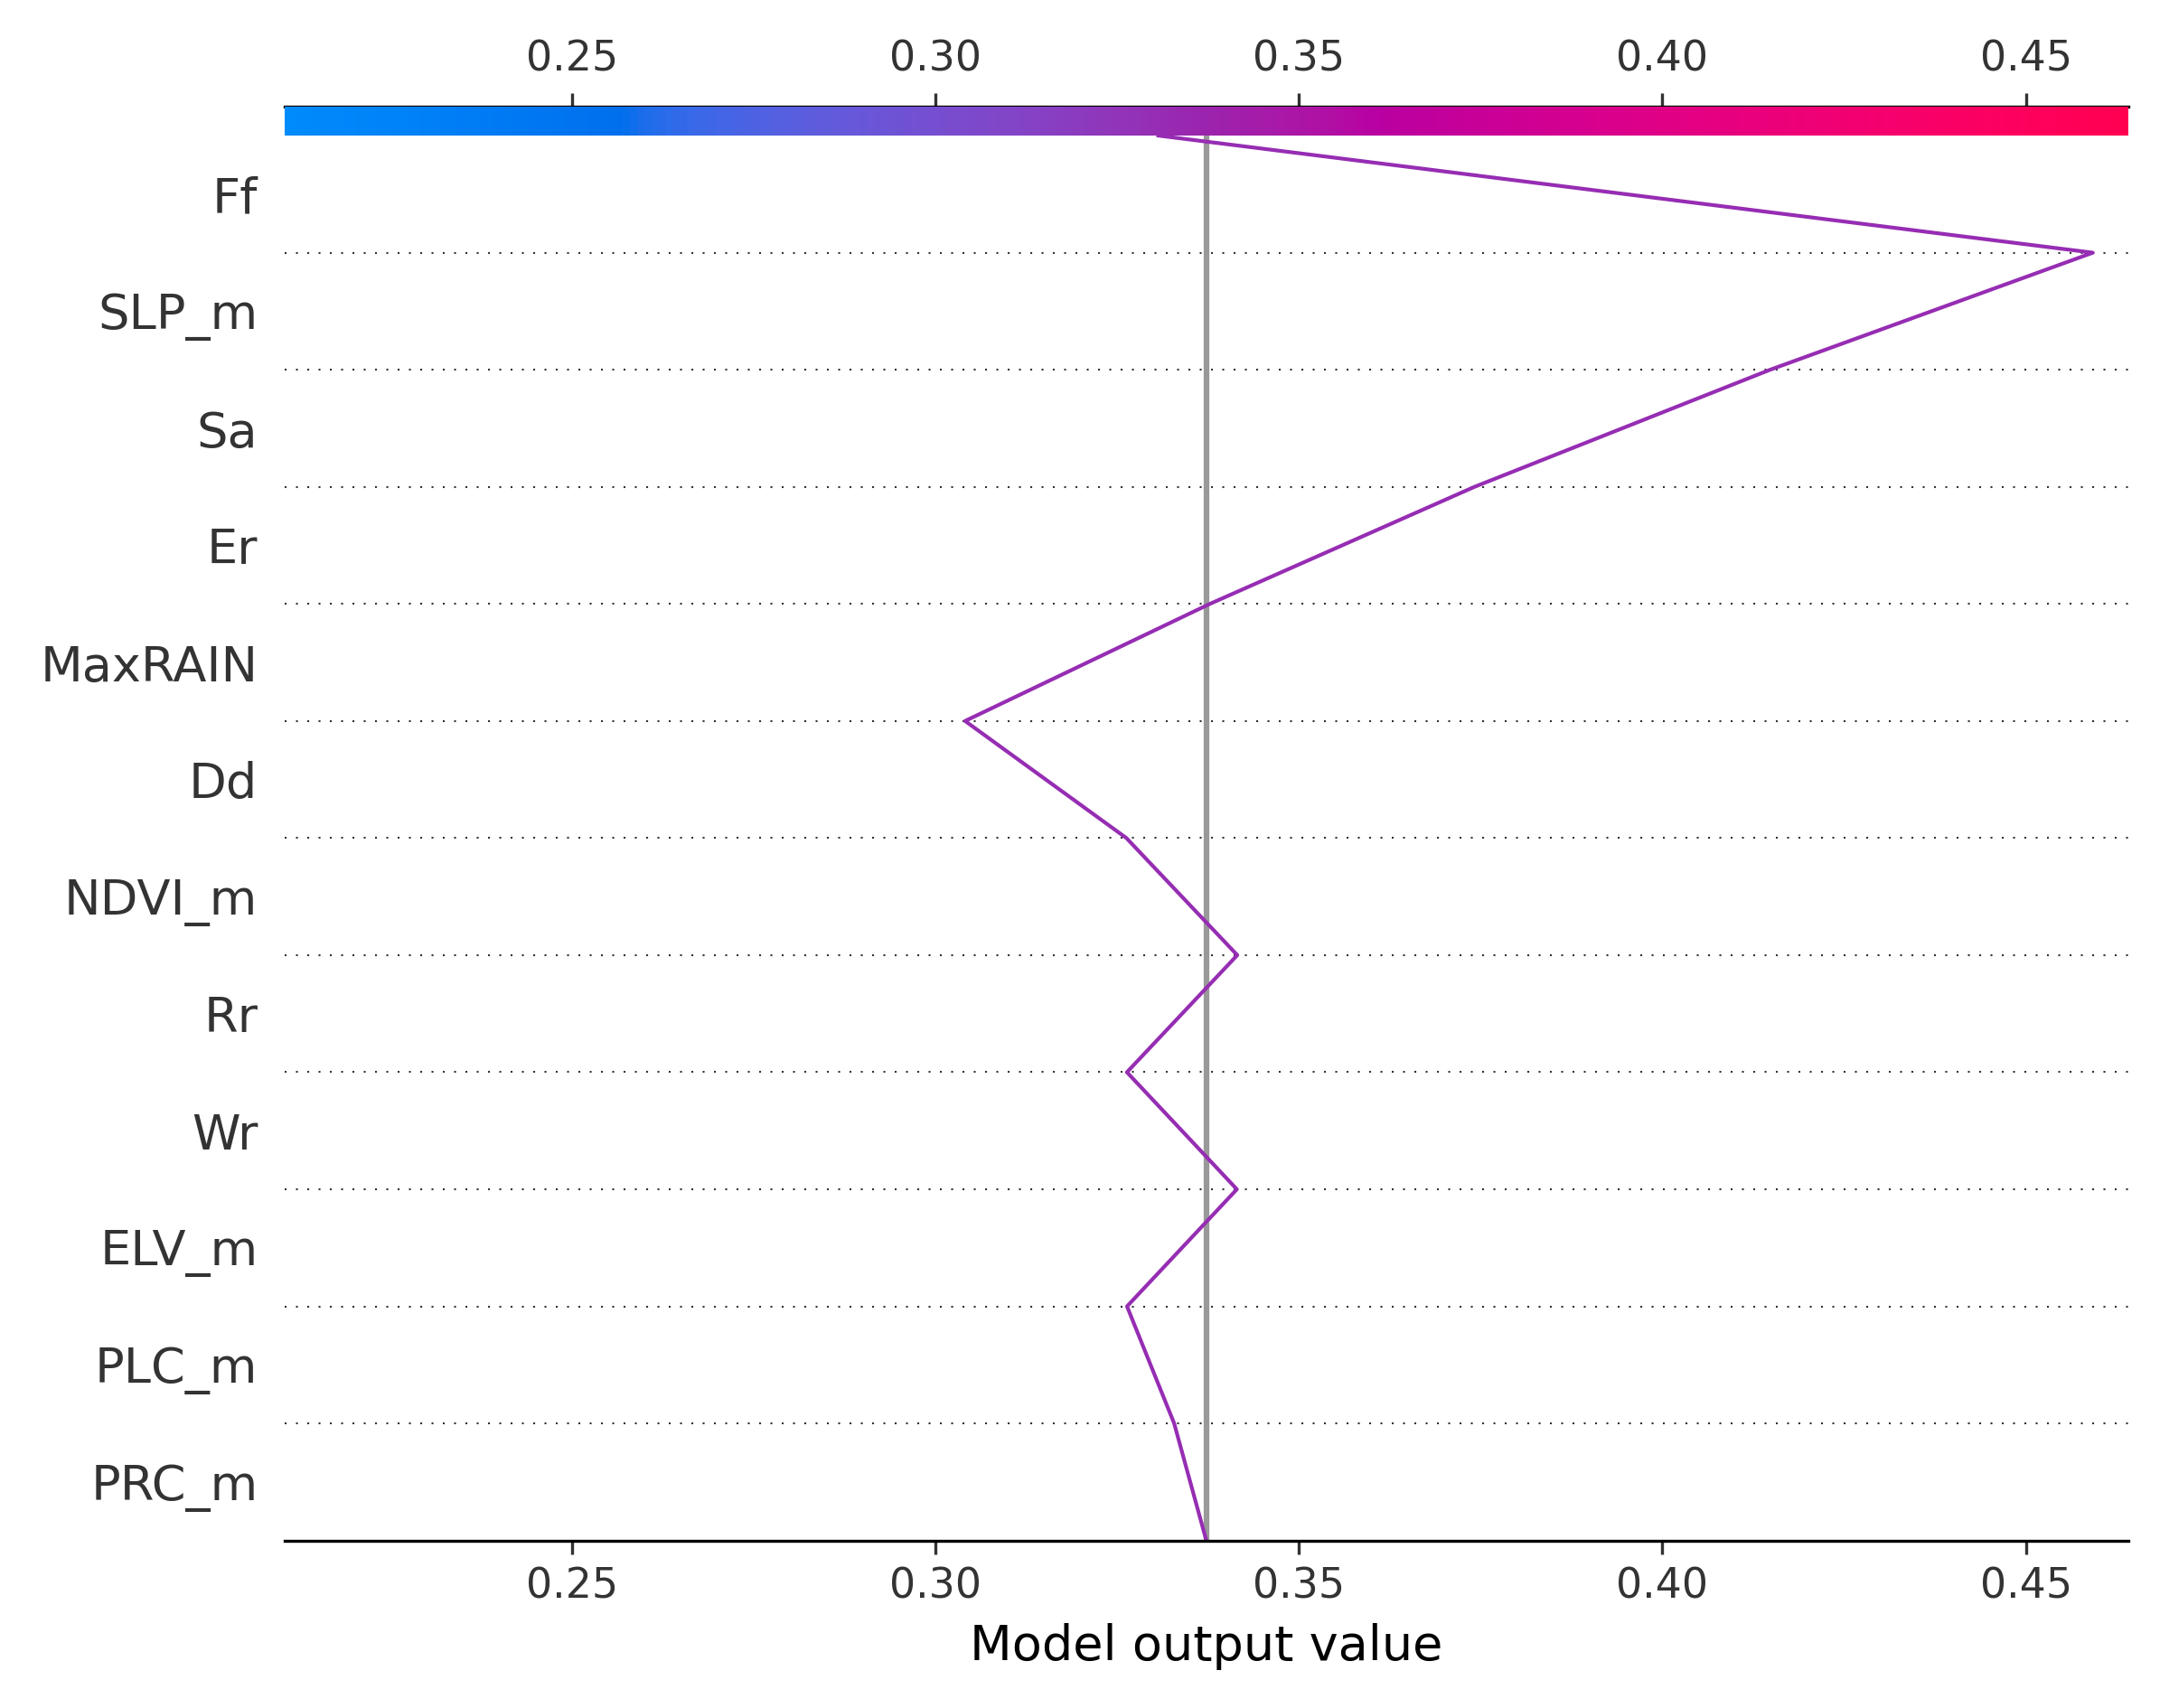 0.25 0.30 0.35 0.40 0.45
Ff
SLP_m
Sa
Er
MaxRAIN
Dd
NDVI_m
Rr
Wr
ELV_m
PLC_m
PRC_m
0.25 0.30 0.35 0.40 0.45
Model output value